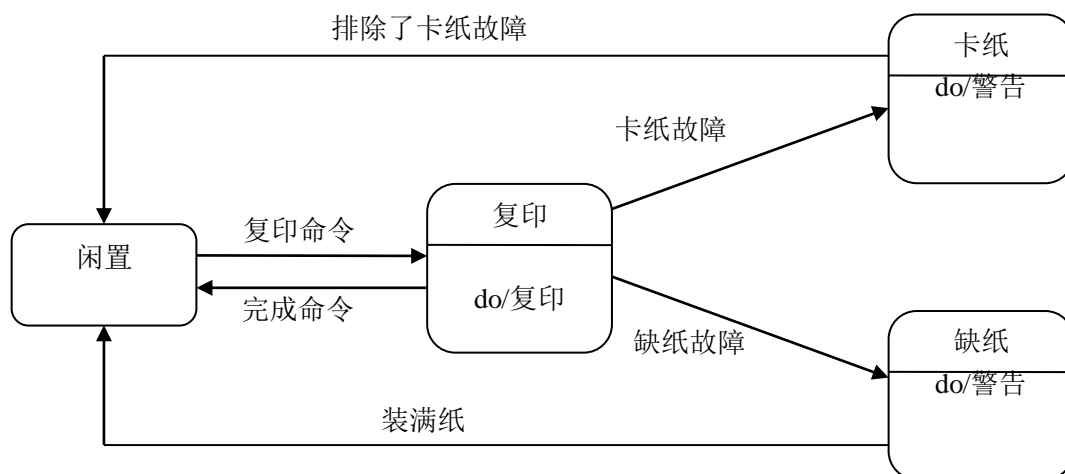 排除了卡纸故障
卡纸
do/警告
卡纸故障
复印
复印命令
闲置
do/复印
完成命令
缺纸故障
缺纸
do/警告
装满纸